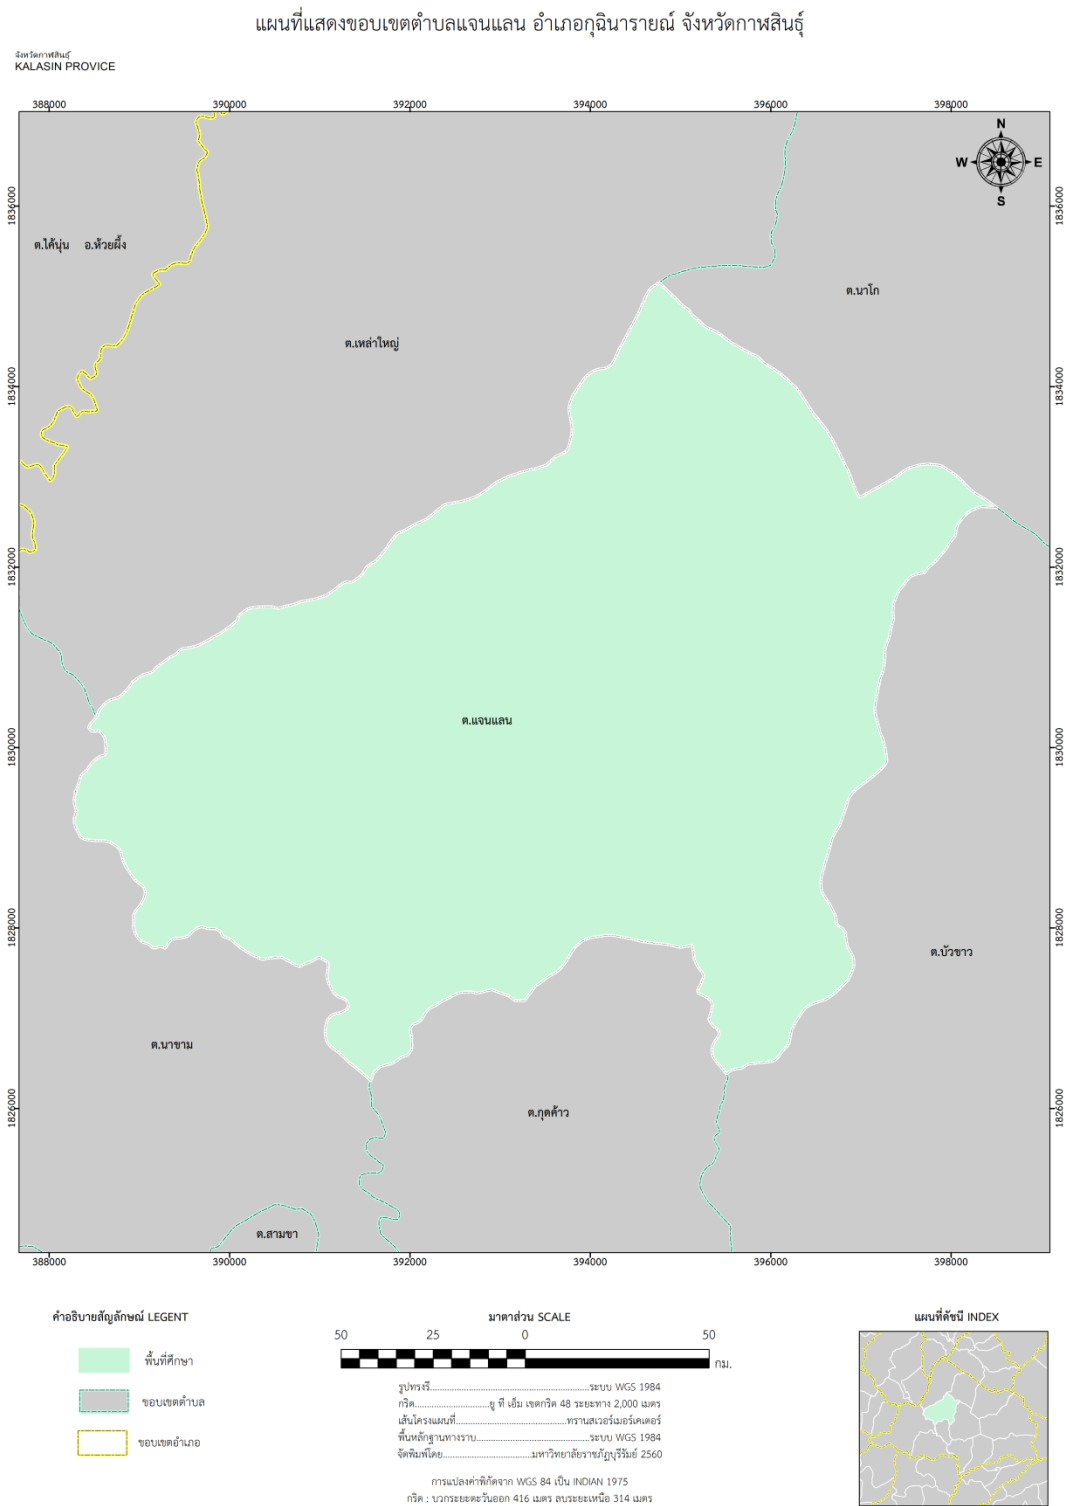 แผนที่แสดงขอบเขตตำบลแจนแลน อำเภอกุฉินารายณ์ จังหวัดกาฬสินธุ์
จังหวัดกาฬสินธุ์
KALASIN PROVICE
388000 390000 392000 394000 396000 398000
N
W E
S
1836000 1836000
ต.ไค้นุ่น อ.ห้วยผึ้ง
ต.นาโก
ต.เหล่าใหญ่
1834000 1834000
1832000 1832000
ต.แจนแลน
1830000 1830000
1828000 1828000
ต.บัวขาว
ต.นาขาม
ต.กุดค้าว
1826000 1826000
ต.สามขา
388000 390000 392000 394000 396000 398000
คำอธิบายสัญลักษณ์ LEGENT
พื้นที่ศึกษา
ขอบเขตตำบล
ขอบเขตอำเภอ
มาตาส่วน SCALE
50 25 0 50
กม.
รูปทรงรี................................................ระบบ WGS 1984
กริด..........................ยู ที เอ็ม เขตกริด 48 ระยะทาง 2,000 เมตร
เส้นโครงแผนที่..........................................ทรานสเวอร์เมอร์เคเตอร์
พื้นหลักฐานทางราบ..................................ระบบ WGS 1984
จัดพิมพ์โดย...........................มหาวิทยาลัยราชภัฏบุรีรัมย์ 2560
การแปลงค่าพิกัดจาก WGS 84 เป็น INDIAN 1975
กริด : บวกระยะตะวันออก 416 เมตร ลบระยะเหนือ 314 เมตร
แผนที่ดัชนี INDEX